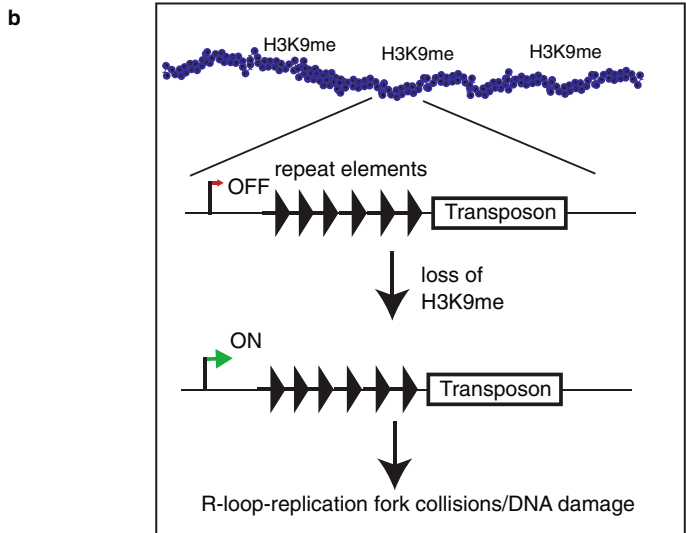 b
H3K9me H3K9me H3K9me
repeat elements
OFF
Transposon
loss of
H3K9me
ON
Transposon
R-loop-replication fork collisions/DNA damage